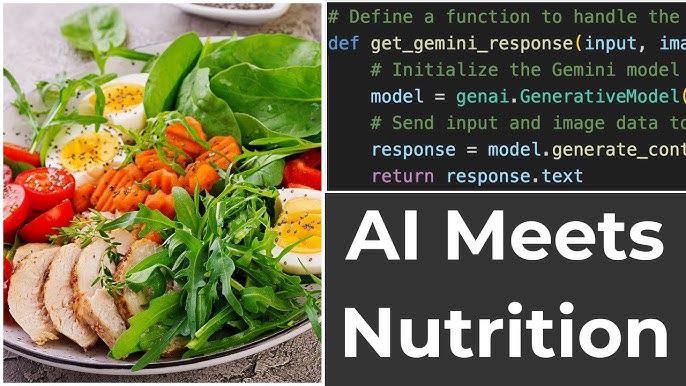 # Define a function to handle the
def get_gemini_response(input, ima
# Initialize the Gemini model
model = genai.GenerativeModel(
# Send input and image data to
response = model.generate_cont
return response.text
AI Meets
Nutrition